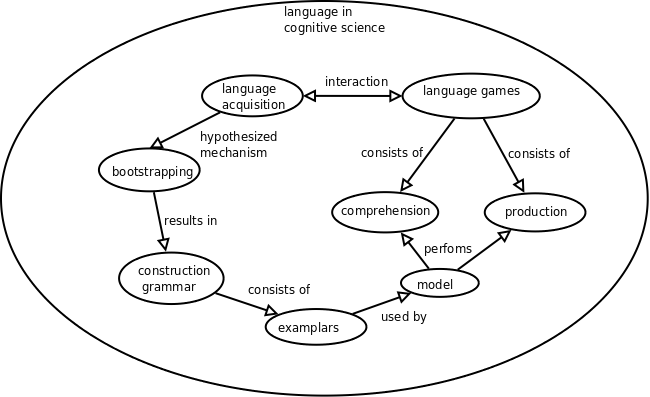 language in
cognitive science
interaction
language
acquisition
language games
hypothesized
mechanism
consists of
consists of
bootstrapping
comprehension
production
results in
perfoms
construction
grammar
consists of
model
used by
examplars